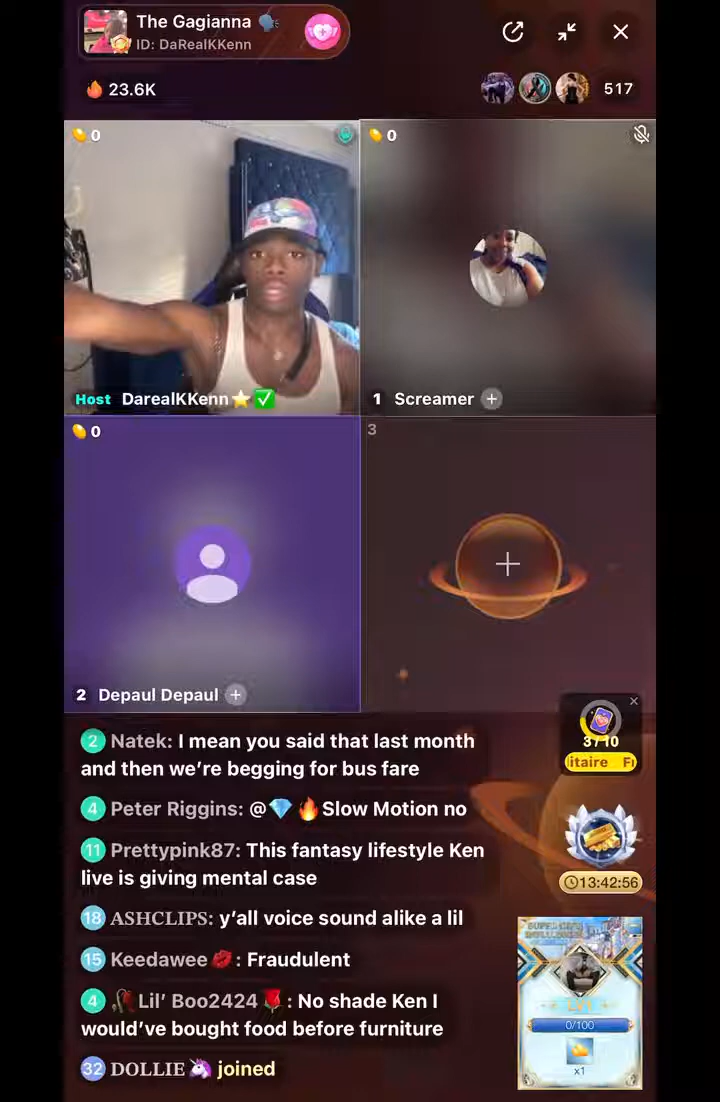 The Gagianna 🗣️
ID: DaRealKKenn
🔥 23.6K
517
0
0
Host DarealKKenn⭐✅
1 Screamer +
0
3
2 Depaul Depaul +
2 Natek: I mean you said that last month
and then we’re begging for bus fare
3/10
itaire Fr
4 Peter Riggins: @💎🔥Slow Motion no
11 Prettypink87: This fantasy lifestyle Ken
live is giving mental case
13:42:56
18 ASHCLIPS: y’all voice sound alike a lil
15 Keedawee💋: Fraudulent
4 🥀Lil’ Boo2424🌹: No shade Ken I
would’ve bought food before furniture
0/100
x1
32 DOLLIE🦄 joined